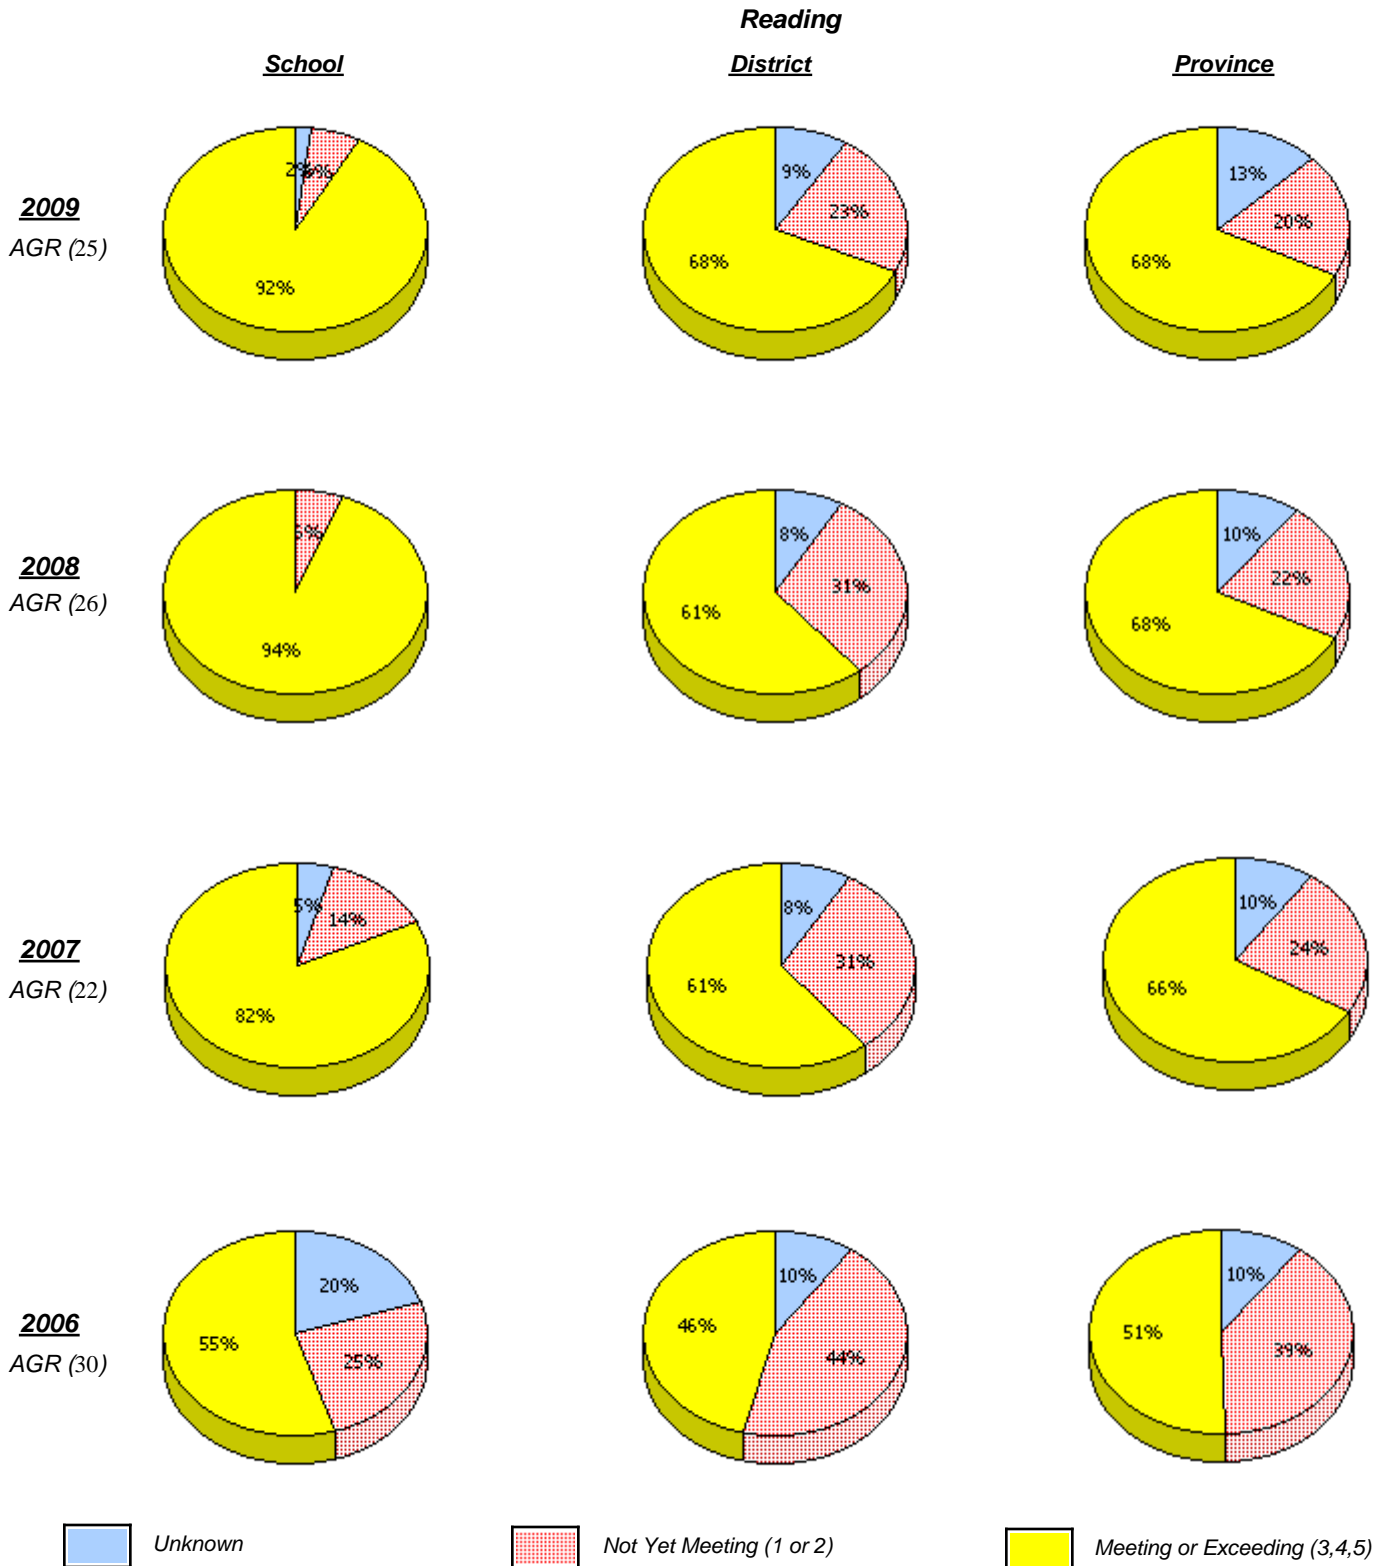 Reading
School District Province
2009
AGR (25)
2% 9% 23% 68% 13% 20% 68%
92%
2008
AGR (26)
94% 8% 31% 61% 10% 22% 68%
2007
AGR (22)
5% 14% 82% 8% 31% 61% 10% 24% 66%
2006
AGR (30)
20% 25% 55% 10% 44% 46% 10% 39% 51%
Unknown Not Yet Meeting (1 or 2) Meeting or Exceeding (3,4,5)